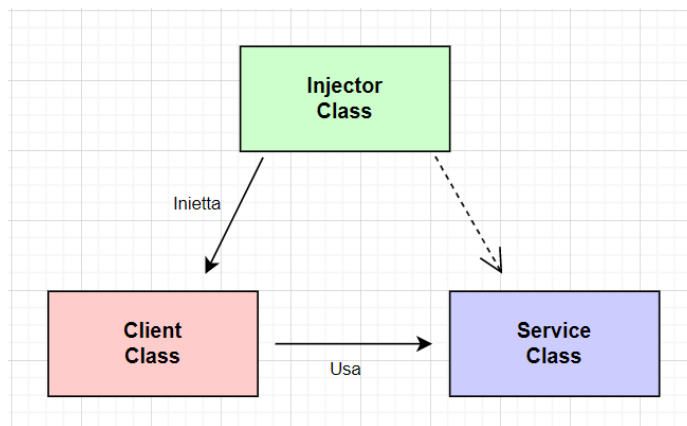 Injector
Class
Inietta
Client
Class
Usa
Service
Class